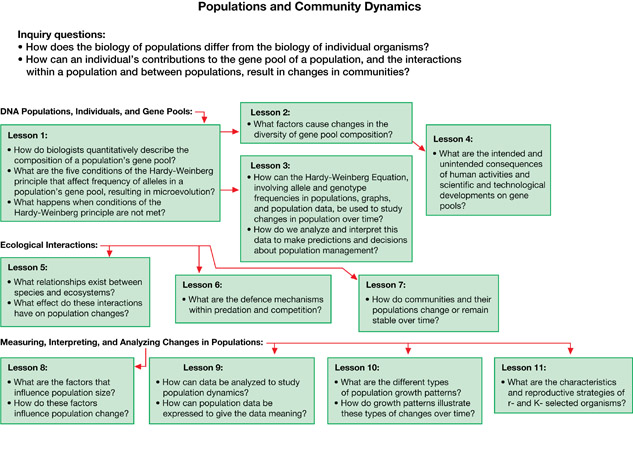 Populations and Community Dynamics
Inquiry questions:
• How does the biology of populations differ from the biology of individual organisms?
• How can an individual's contributions to the gene pool of a population, and the interactions
within a population and between populations, result in changes in communities?
DNA Populations, Individuals, and Gene Pools:
Lesson 1:
• How do biologists quantitatively describe the
composition of a population's gene pool?
• What are the five conditions of the Hardy-Weinberg
principle that affect frequency of alleles in a
population's gene pool, resulting in microevolution?
• What happens when conditions of the
Hardy-Weinberg principle are not met?
Lesson 2:
• What factors cause changes in the
diversity of gene pool composition?
Lesson 3:
• How can the Hardy-Weinberg Equation,
involving allele and genotype
frequencies in populations, graphs,
and population data, be used to study
changes in population over time?
• How do we analyze and interpret this
data to make predictions and decisions
about population management?
Lesson 4:
• What are the intended and
unintended consequences
of human activities and
scientific and technological
developments on gene
pools?
Ecological Interactions:
Lesson 5:
• What relationships exist between
species and ecosystems?
• What effect do these interactions
have on population changes?
Lesson 6:
• What are the defence mechanisms
within predation and competition?
Lesson 7:
• How do communities and their
populations change or remain
stable over time?
Measuring, Interpreting, and Analyzing Changes in Populations:
Lesson 8:
• What are the factors that
influence population size?
• How do these factors
influence population change?
Lesson 9:
• How can data be analyzed to study
population dynamics?
• How can population data be
expressed to give the data meaning?
Lesson 10:
• What are the different types
of population growth patterns?
• How do growth patterns illustrate
these types of changes over time?
Lesson 11:
• What are the characteristics
and reproductive strategies of
r- and K- selected organisms?